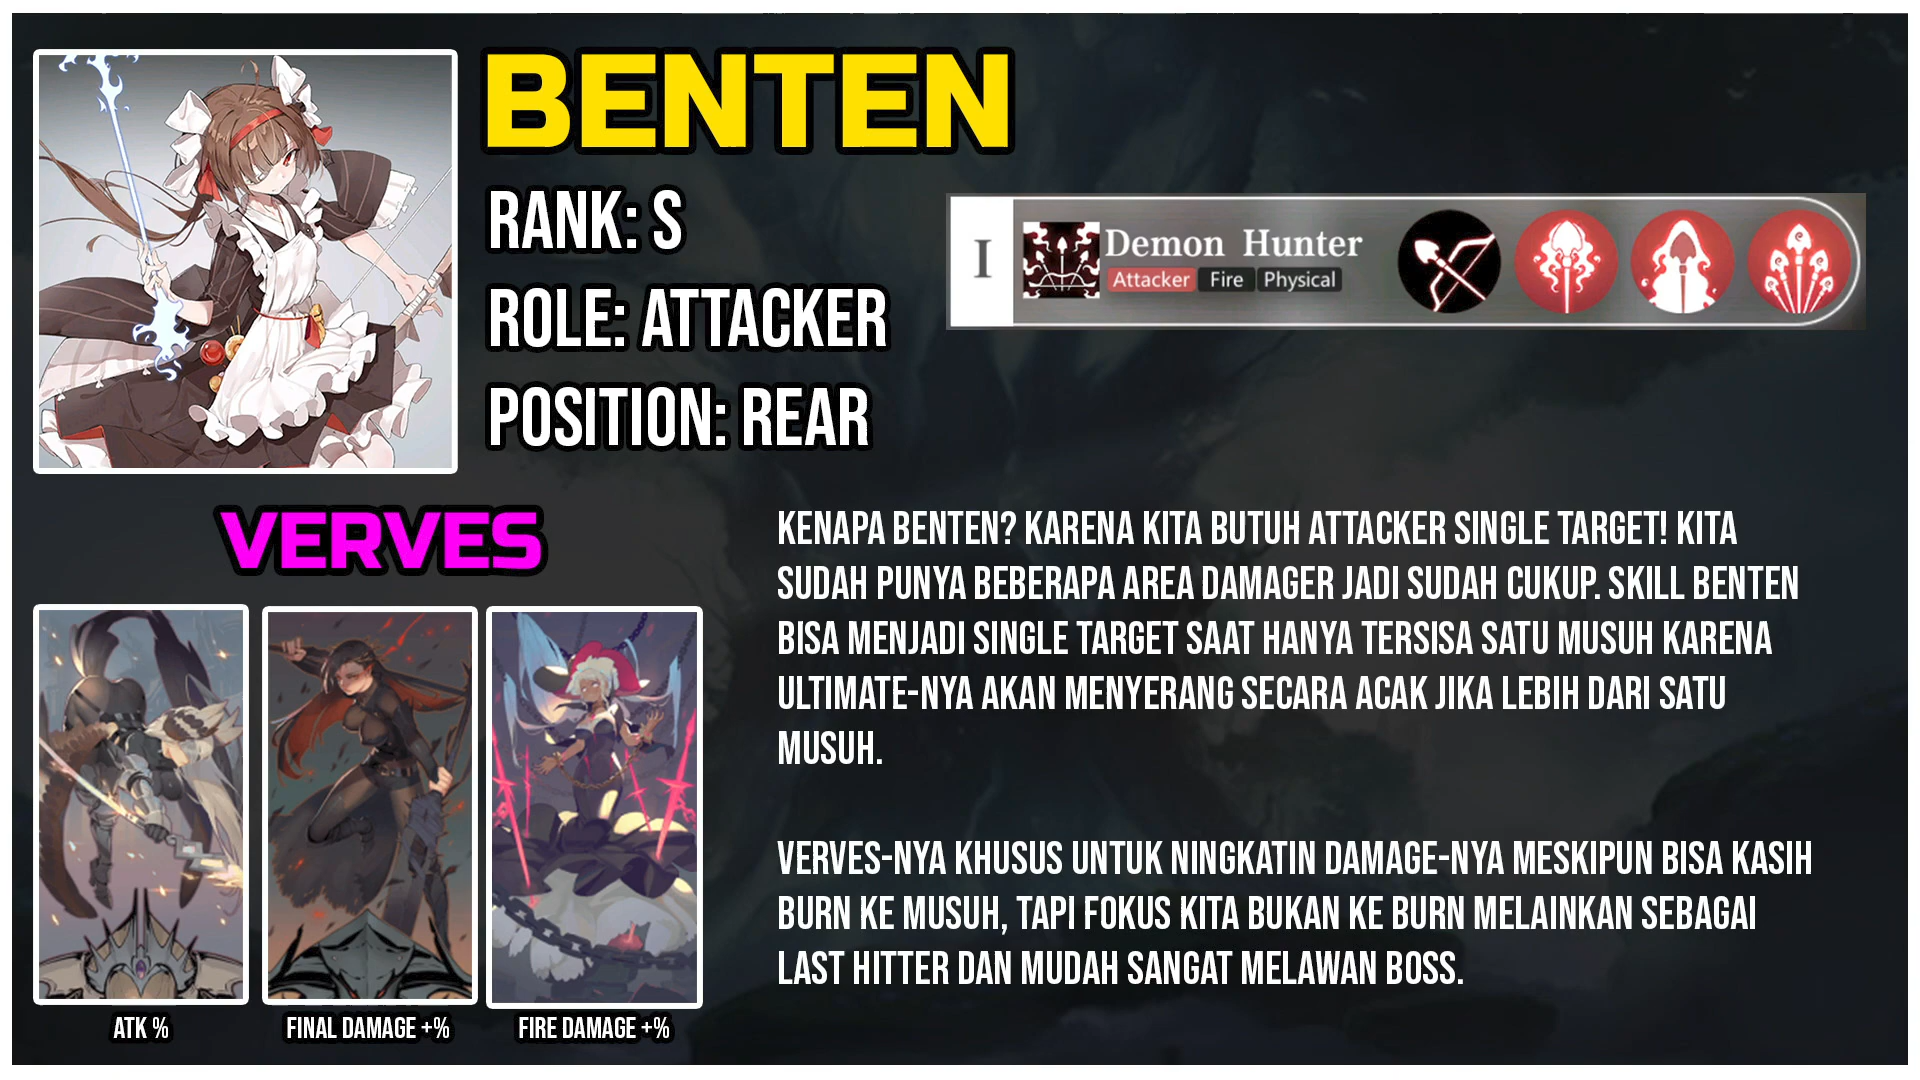 BENTEN
RANK: S
ROLE: ATTACKER
POSITION: REAR
I
Demon Hunter
Attacker Fire Physical
VERVES
ATK %
FINAL DAMAGE +%
FIRE DAMAGE +%
KENAPA BENTEN? KARENA KITA BUTUH ATTACKER SINGLE TARGET! KITA
SUDAH PUNYA BEBERAPA AREA DAMAGER JADI SUDAH CUKUP. SKILL BENTEN
BISA MENJADI SINGLE TARGET SAAT HANYA TERSISA SATU MUSUH KARENA
ULTIMATE-NYA AKAN MENYERANG SECARA ACAK JIKA LEBIH DARI SATU
MUSUH.
VERVES-NYA KHUSUS UNTUK NINGKATIN DAMAGE-NYA MESKIPUN BISA KASIH
BURN KE MUSUH, TAPI FOKUS KITA BUKAN KE BURN MELAINKAN SEBAGAI
LAST HITTER DAN MUDAH SANGAT MELAWAN BOSS.